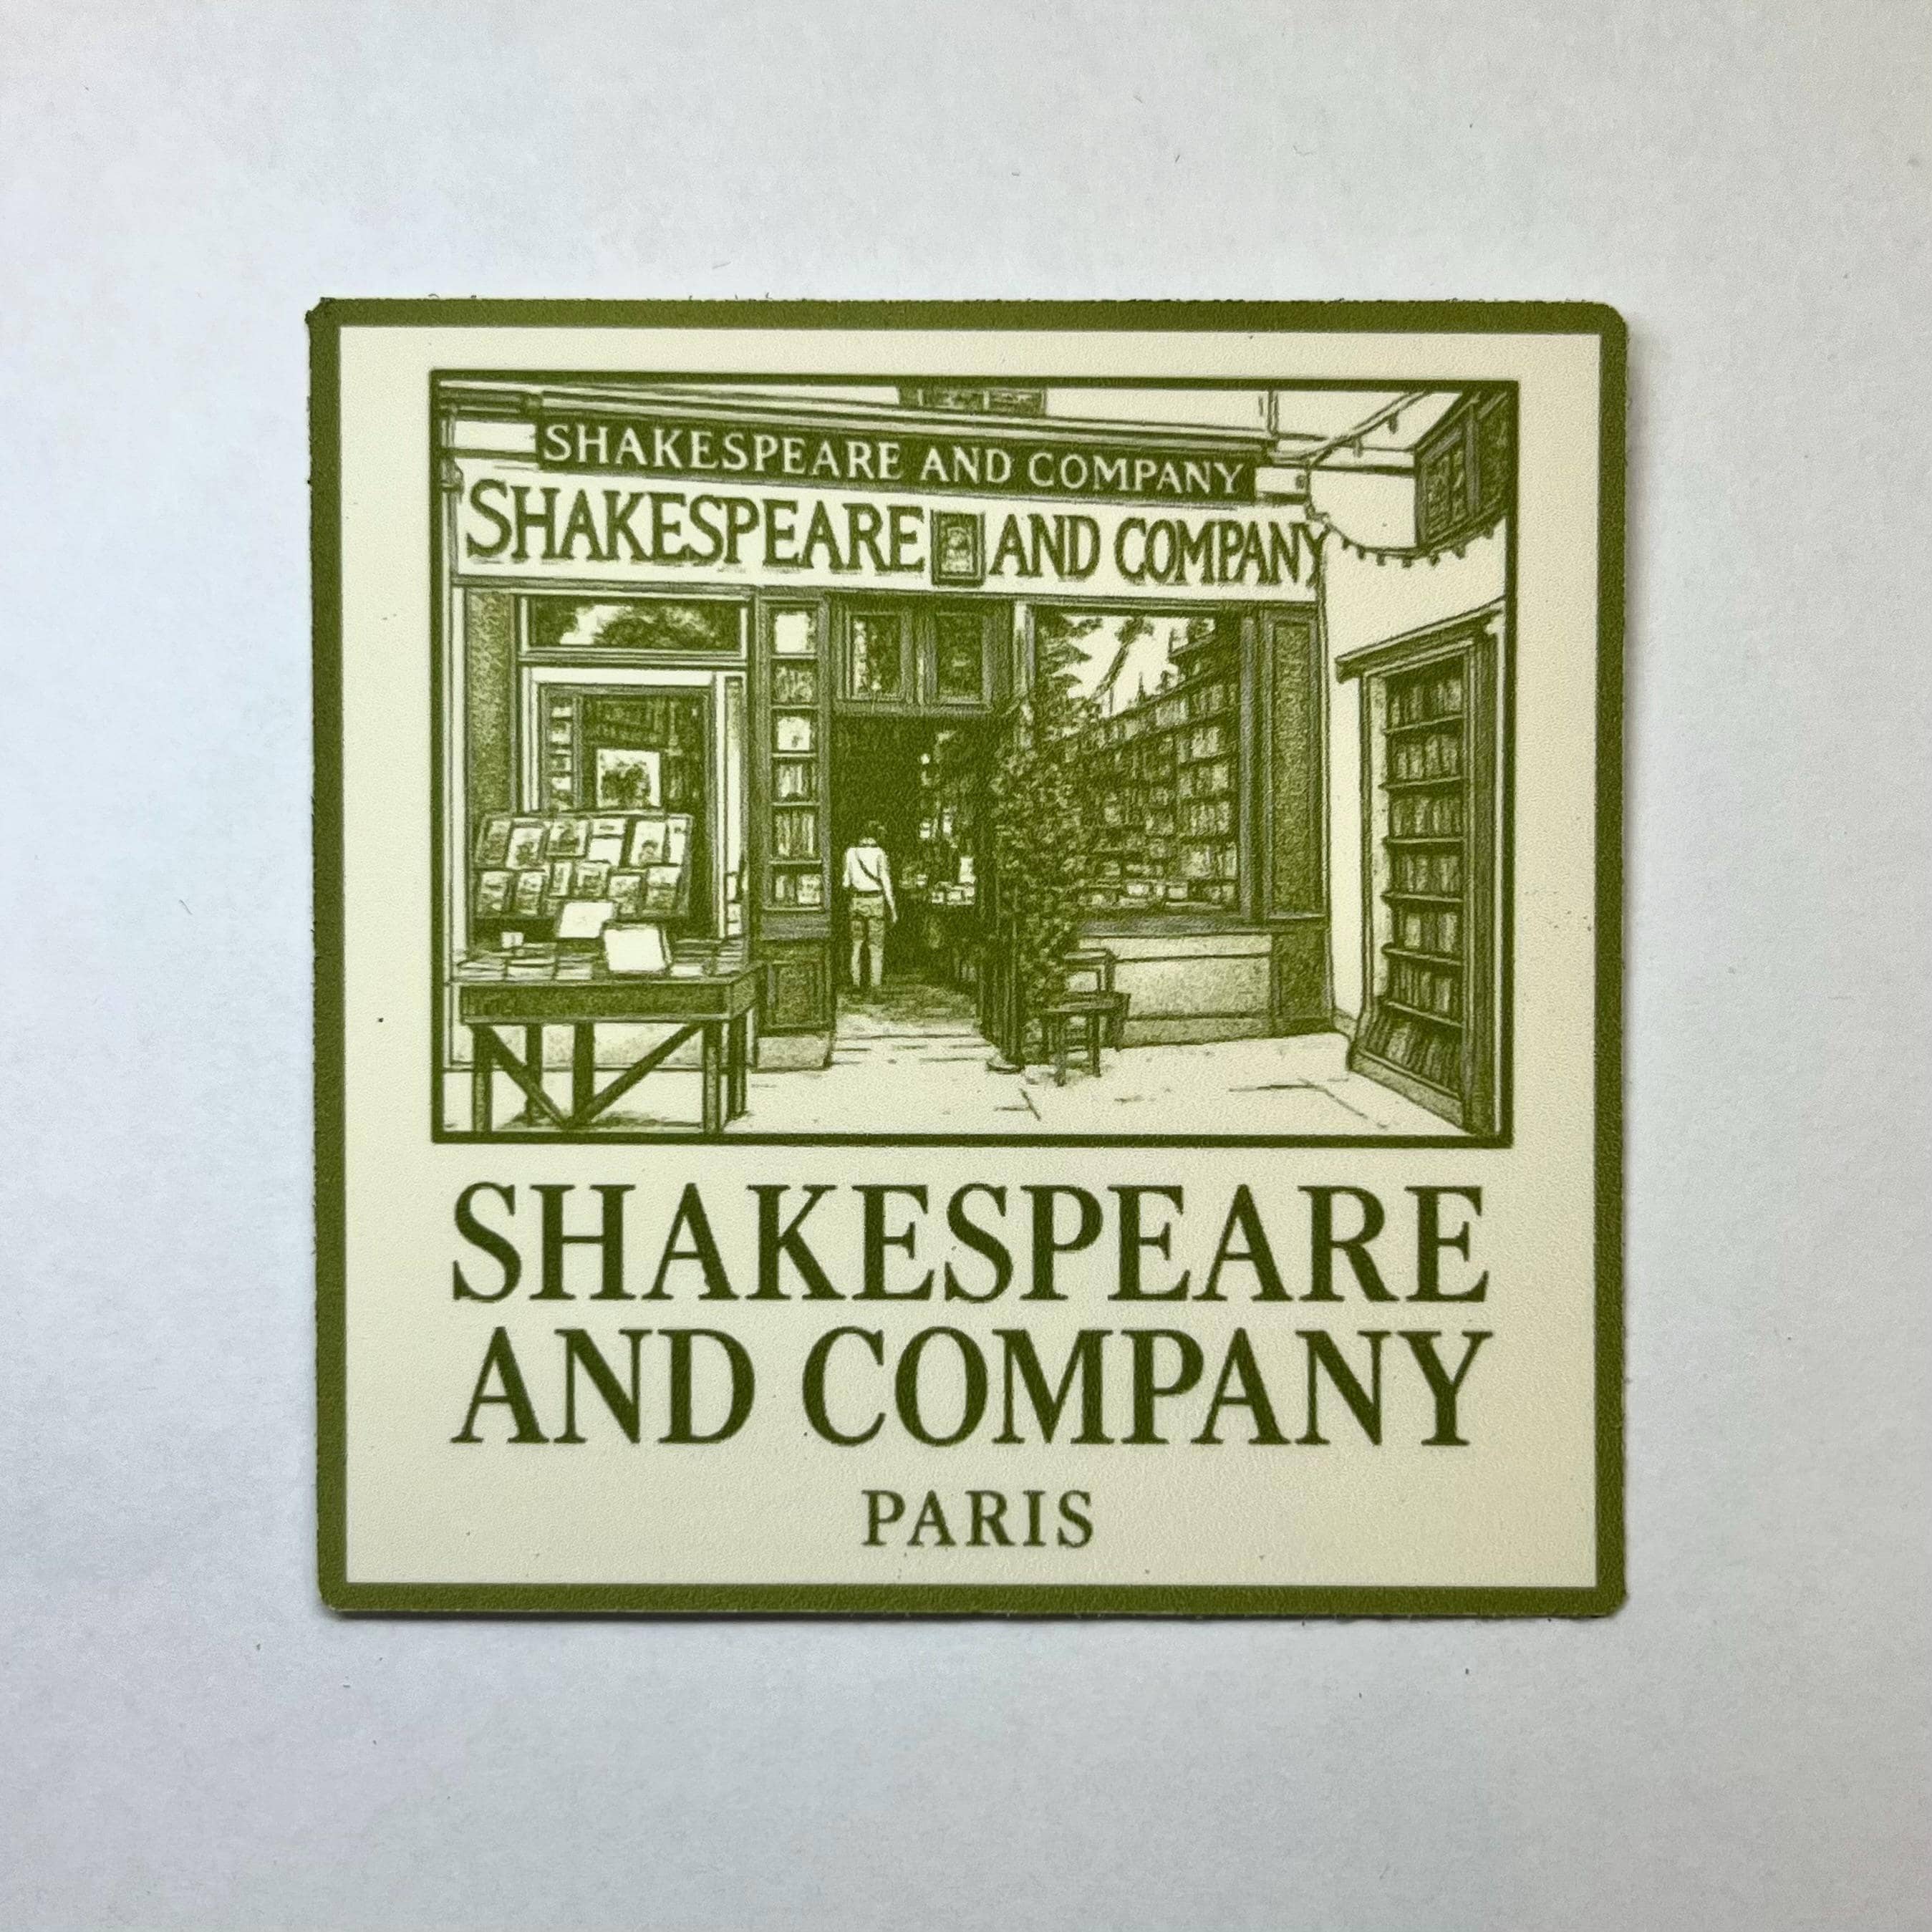 SHAKESPEARE AND COMPANY
SHAKESPEARE AND COMPANY
SHAKESPEARE
AND COMPANY
PARIS